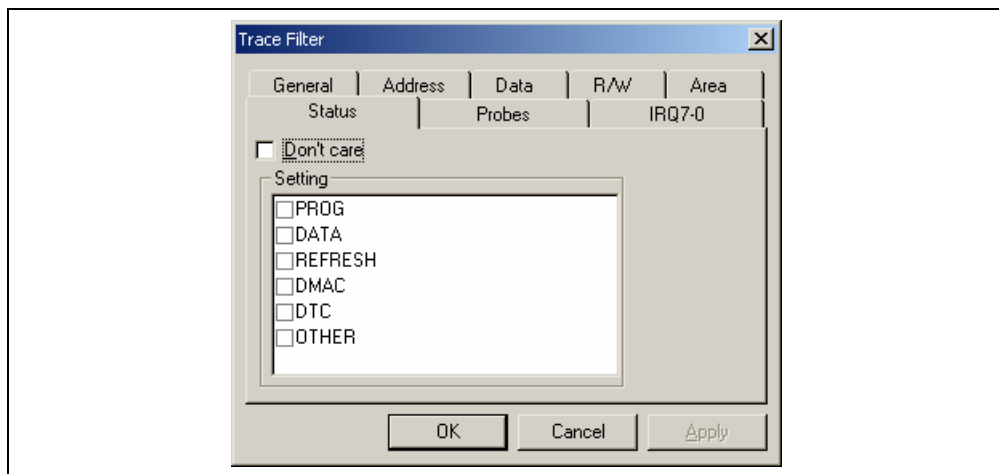 Trace Filter
General Address Data R/W Area
Status Probes IRQ7-0
Don't care
Setting
PROG
DATA
REFRESH
DMAC
DTC
OTHER
OK Cancel Apply